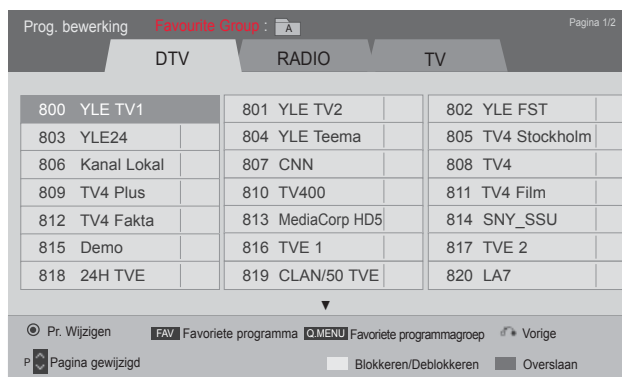 Prog. bewerking Favourite Group : A Pagina 1/2
DTV RADIO TV
800 YLE TV1 801 YLE TV2 802 YLE FST
803 YLE24 804 YLE Teema 805 TV4 Stockholm
806 Kanal Lokal 807 CNN 808 TV4
809 TV4 Plus 810 TV400 811 TV4 Film
812 TV4 Fakta 813 MediaCorp HD5 814 SNY_SSU
815 Demo 816 TVE 1 817 TVE 2
818 24H TVE 819 CLAN/50 TVE 820 LA7
Pr. Wijzigen FAV Favoriete programma Q.MENU Favoriete programmagroep Vorige
P Pagina gewijzigd Blokkeren/Deblokkeren Overslaan